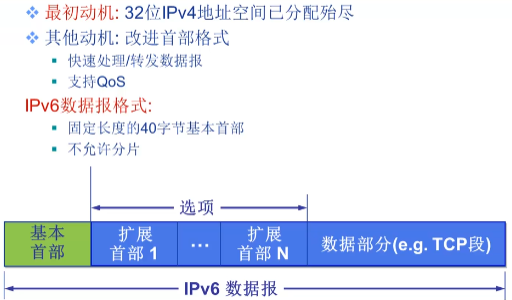 最初动机: 32位IPv4地址空间已分配殆尽
其他动机: 改进首部格式
快速处理/转发数据报
支持QoS
IPv6数据报格式:
固定长度的40字节基本首部
不允许分片
选项
基本
首部
扩展
首部 1
...
扩展
首部 N
数据部分(e.g. TCP段)
IPv6 数据报